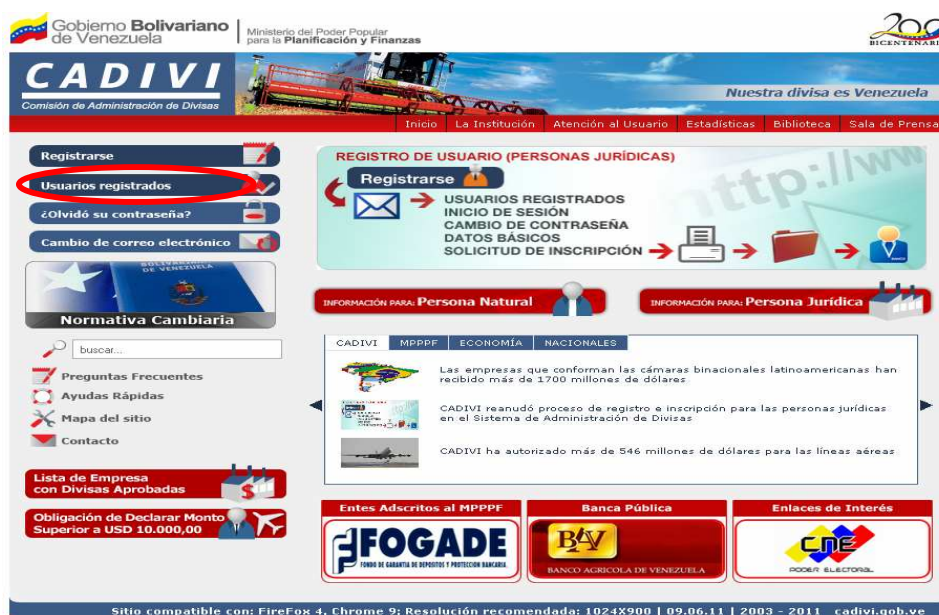 Gobierno Bolivariano
de Venezuela
Ministerio del Poder Popular
para la Planificación y Finanzas
200
BICENTENARI
CADIVI
Comisión de Administración de Divisas
Nuestra divisa es Venezuela
Inicio La Institución Atención al Usuario Estadísticas Biblioteca Sala de Prensa
Registrarse
Usuarios registrados
¿Olvidó su contraseña?
Cambio de correo electrónico
DE VENEZUELA
Normativa Cambiaria
buscar...
Preguntas Frecuentes
Ayudas Rápidas
Mapa del sitio
Contacto
Lista de Empresa
con Divisas Aprobadas
Obligación de Declarar Monto
Superior a USD 10.000,00
REGISTRO DE USUARIO (PERSONAS JURÍDICAS)
Registrarse
http://www
USUARIOS REGISTRADOS
INICIO DE SESIÓN
CAMBIO DE CONTRASEÑA
DATOS BÁSICOS
SOLICITUD DE INSCRIPCIÓN
BANCO
INFORMACIÓN PARA: Persona Natural
INFORMACIÓN PARA: Persona Jurídica
CADIVI MPPPF ECONOMÍA NACIONALES
Las empresas que conforman las cámaras binacionales latinoamericanas han
recibido más de 1700 millones de dólares
CADIVI reanudó proceso de registro e inscripción para las personas jurídicas
en el Sistema de Administración de Divisas
CADIVI ha autorizado más de 546 millones de dólares para las líneas aéreas
Entes Adscritos al MPPPF
FOGADE
FONDO DE GARANTIA DE DEPOSITOS Y PROTECCION BANCARIA.
Banca Pública
BAV
BANCO AGRICOLA DE VENEZUELA
Enlaces de Interés
CNE
PODER ELECTORAL
Sitio compatible con: FireFox 4, Chrome 9; Resolución recomendada: 1024X900 | 09.06.11 | 2003 - 2011 cadivi.gob.ve